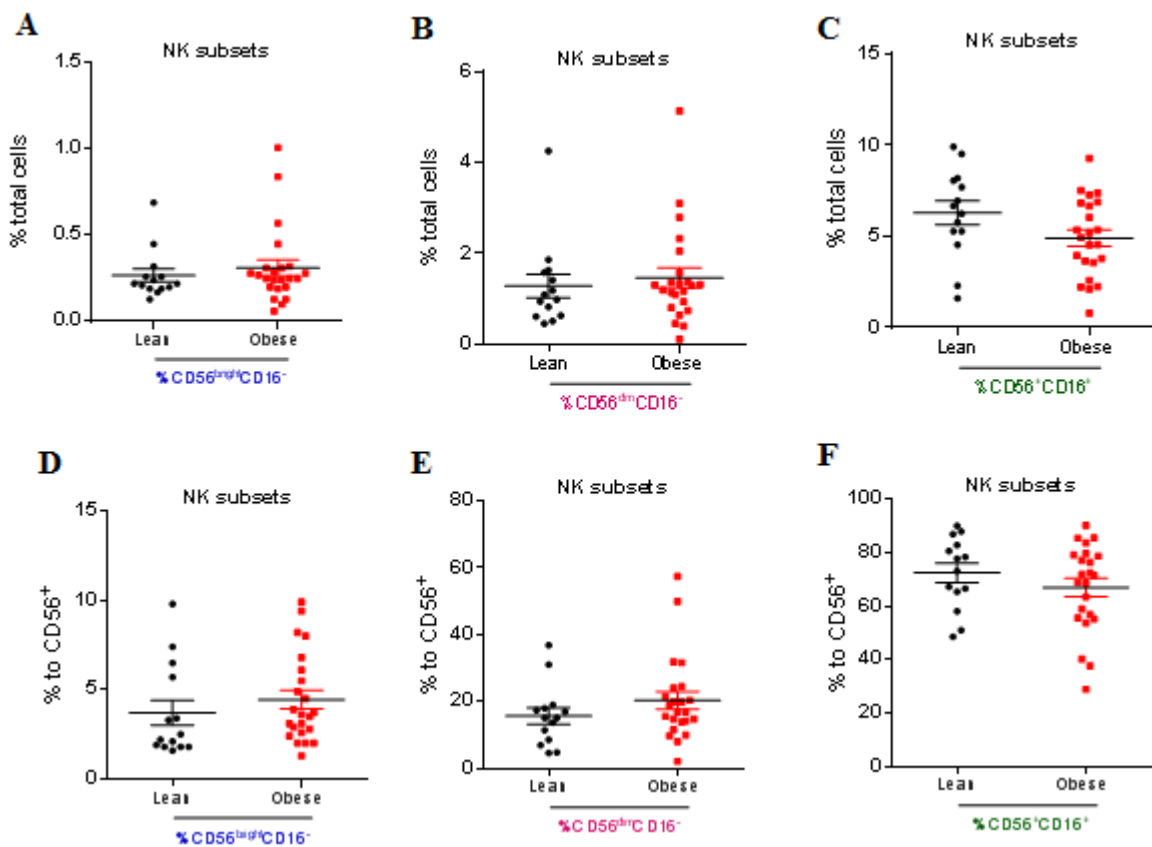 A
NK subsets
% total cells
1.5
1.0
0.5
0.0
Lean Obese
%CD56brightCD16-
B
NK subsets
% total cells
6
4
2
0
Lean Obese
%CD56dimCD16-
C
NK subsets
% total cells
15
10
5
0
Lean Obese
%CD56+CD16+
D
NK subsets
% to CD56+
15
10
5
0
Lean Obese
%CD56brightCD16-
E
NK subsets
% to CD56+
80
60
40
20
0
Lean Obese
%CD56dimCD16-
F
NK subsets
% to CD56+
100
80
60
40
20
0
Lean Obese
%CD56+CD16+